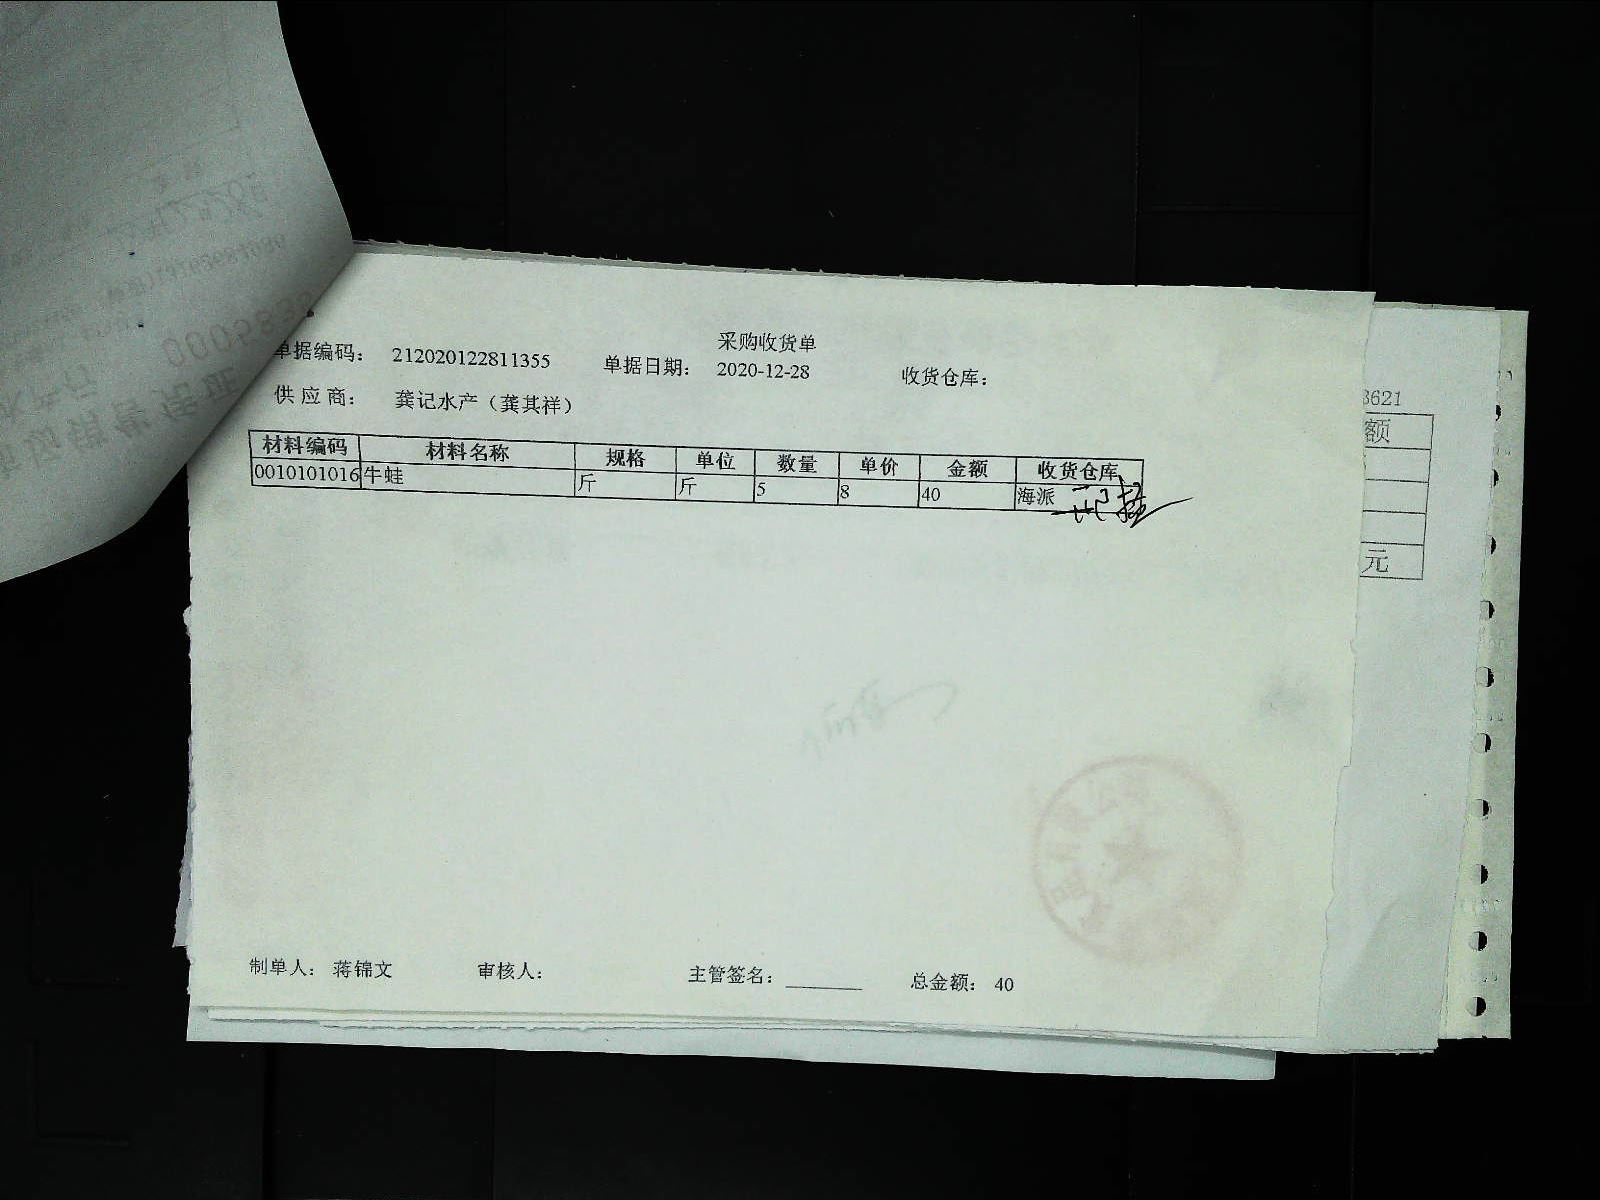 采购收货单
单据编码： 212020122811355 单据日期： 2020-12-28 收货仓库：
供应商： 龚记水产（龚其祥）
材料编码 材料名称 规格 单位 数量 单价 金额 收货仓库
0010101016 牛蛙 斤 斤 5 8 40 海派
制单人： 蒋锦文 审核人： 主管签名： 总金额： 40
3621
额
元